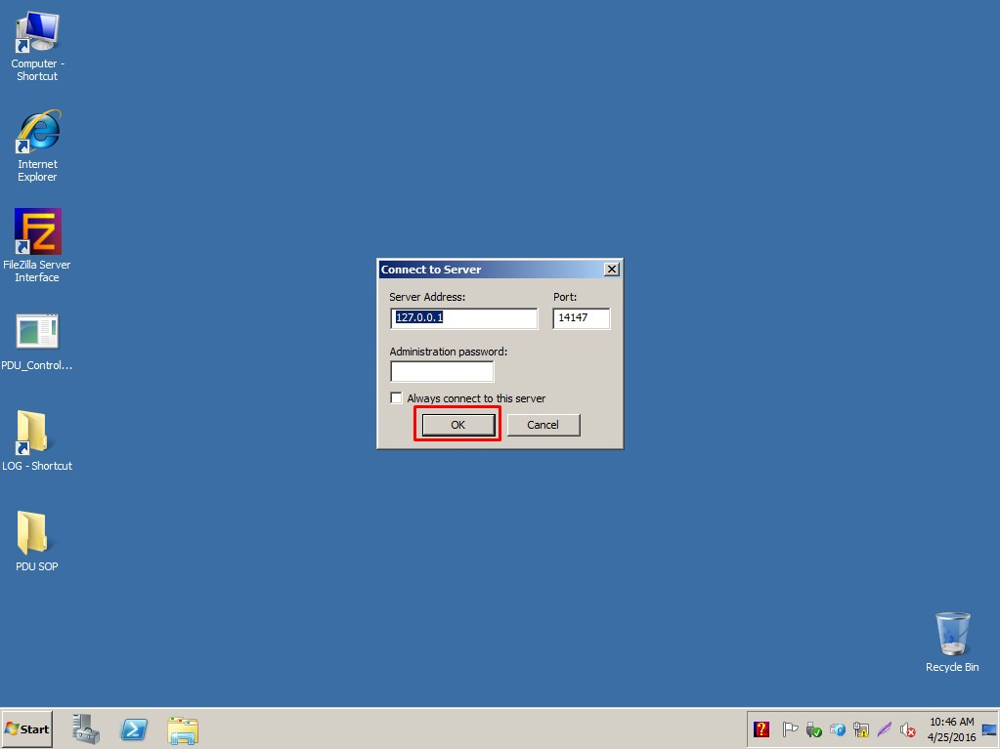 Computer -
Shortcut
Internet
Explorer
FileZilla Server
Interface
PDU_Control...
LOG - Shortcut
PDU SOP
Connect to Server
Server Address:
Port:
127.0.0.1
14147
Administration password:
Always connect to this server
OK
Cancel
Recycle Bin
Start
10:46 AM
4/25/2016